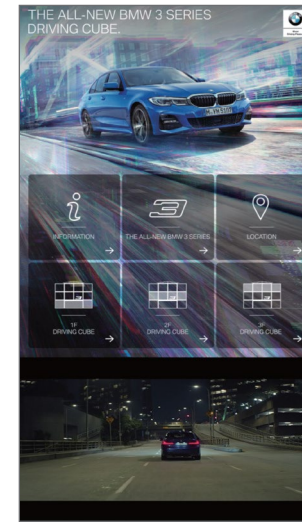 THE ALL-NEW BMW 3 SERIES
DRIVING CUBE.
INFORMATION
THE ALL-NEW BMW 3 SERIES
LOCATION
1F
DRIVING CUBE
2F
DRIVING CUBE
3F
DRIVING CUBE